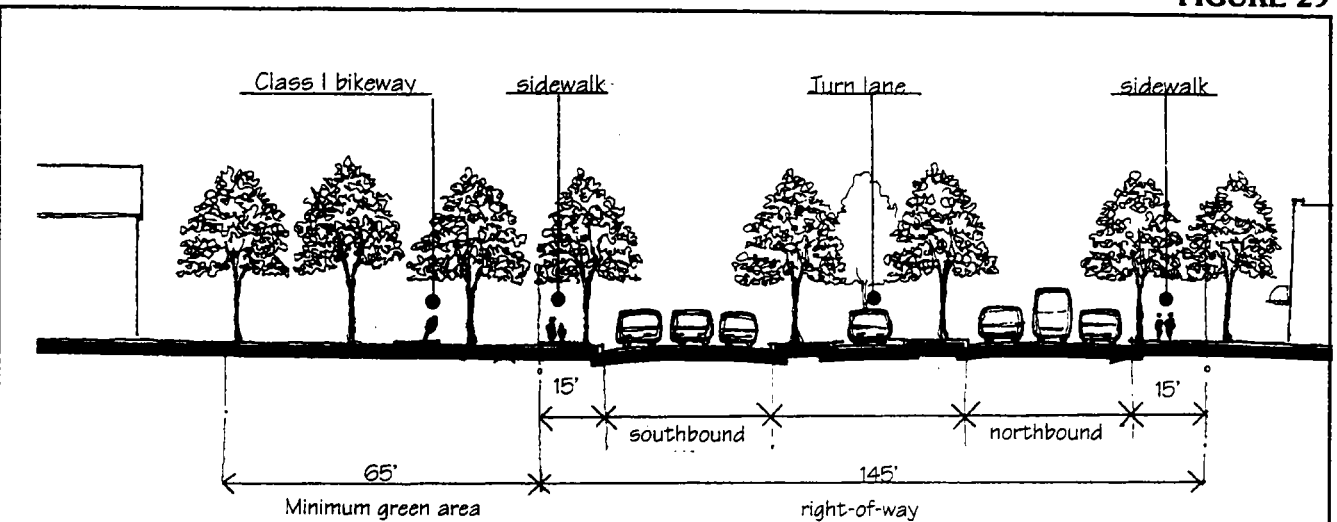 FIGURE 29
Class I bikeway
sidewalk
Turn lane
sidewalk
15'
15'
southbound
northbound
65'
145'
Minimum green area
right-of-way